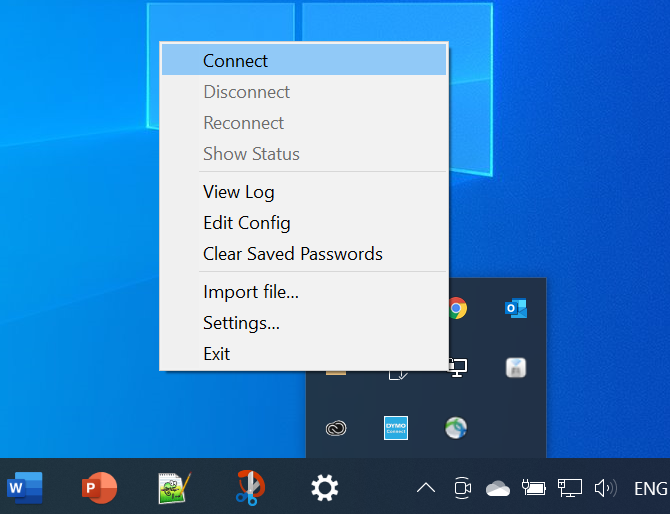 Connect
Disconnect
Reconnect
Show Status
View Log
Edit Config
Clear Saved Passwords
Import file...
Settings...
Exit
O
DYMO
Connect
W
P
ENG